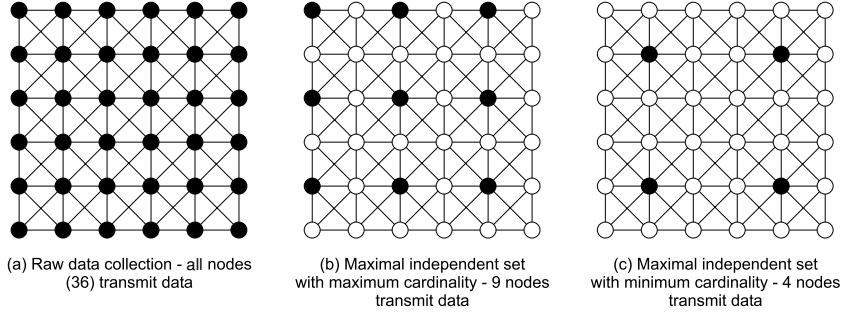 (a) Raw data collection - all nodes
(36) transmit data
(b) Maximal independent set
with maximum cardinality - 9 nodes
transmit data
(c) Maximal independent set
with minimum cardinality - 4 nodes
transmit data